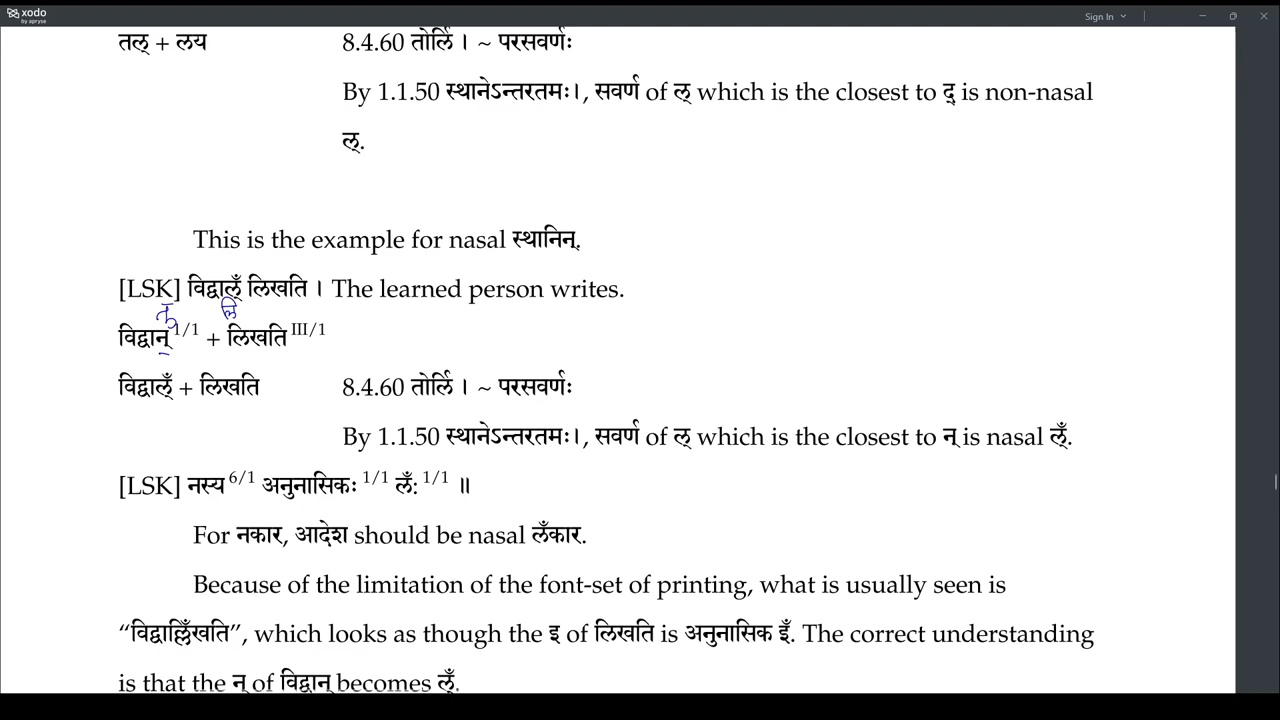 xodo
by apryse
Sign In
तल् + लय 8.4.60 तोर्लि । ~ परसवर्णः
By 1.1.50 स्थानेऽन्तरतमः।, सवर्ण of ल् which is the closest to द् is non-nasal
ल्.
This is the example for nasal स्थानिन्.
[LSK] विद्वाल्ँ लिखति । The learned person writes.
विद्वान् 1/1 + लिखति III/1
विद्वाल्ँ + लिखति 8.4.60 तोर्लि । ~ परसवर्णः
By 1.1.50 स्थानेऽन्तरतमः।, सवर्ण of ल् which is the closest to न् is nasal ल्ँ.
[LSK] नस्य 6/1 अनुनासिकः 1/1 लँ: 1/1 ॥
For नकार, आदेश should be nasal लँकार.
Because of the limitation of the font-set of printing, what is usually seen is
“विद्वाल्लिँखति”, which looks as though the इ of लिखति is अनुनासिक इँ. The correct understanding
is that the न् of विद्वान् becomes ल्ँ.